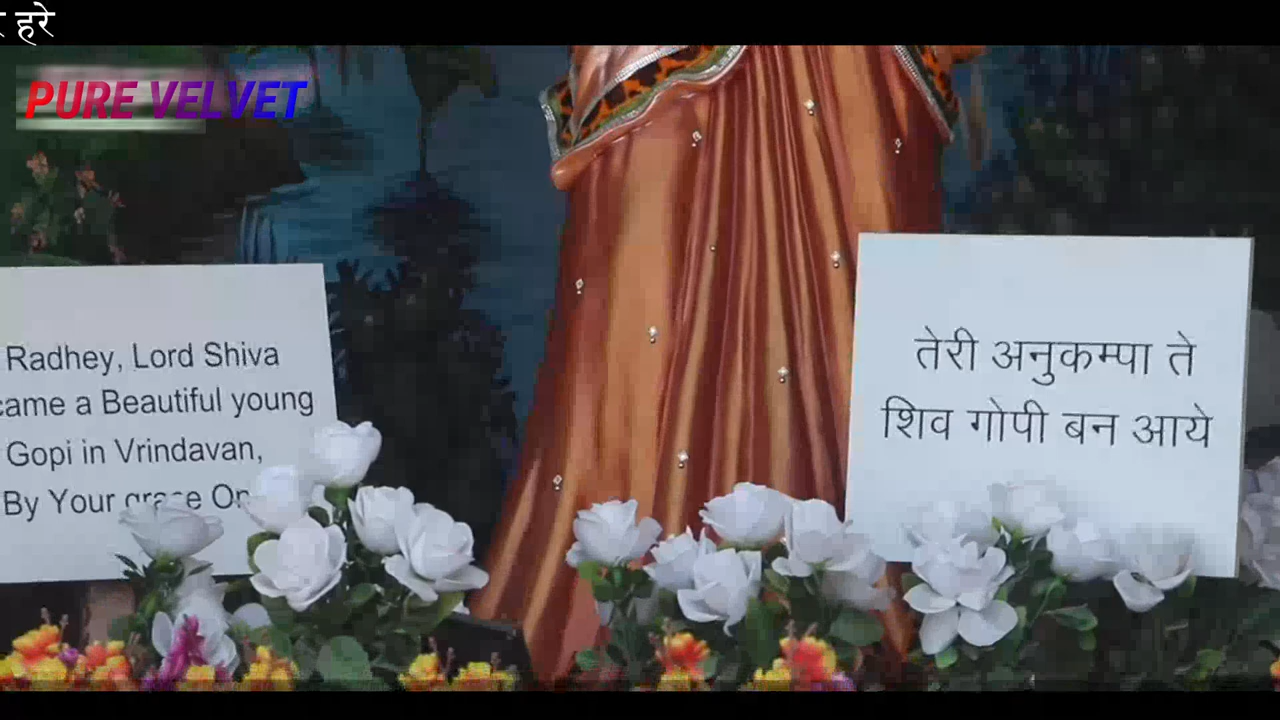 हरे
PURE VELVET
Radhey, Lord Shiva
came a Beautiful young
Gopi in Vrindavan,
By Your grace
तेरी अनुकम्पा ते
शिव गोपी बन आये